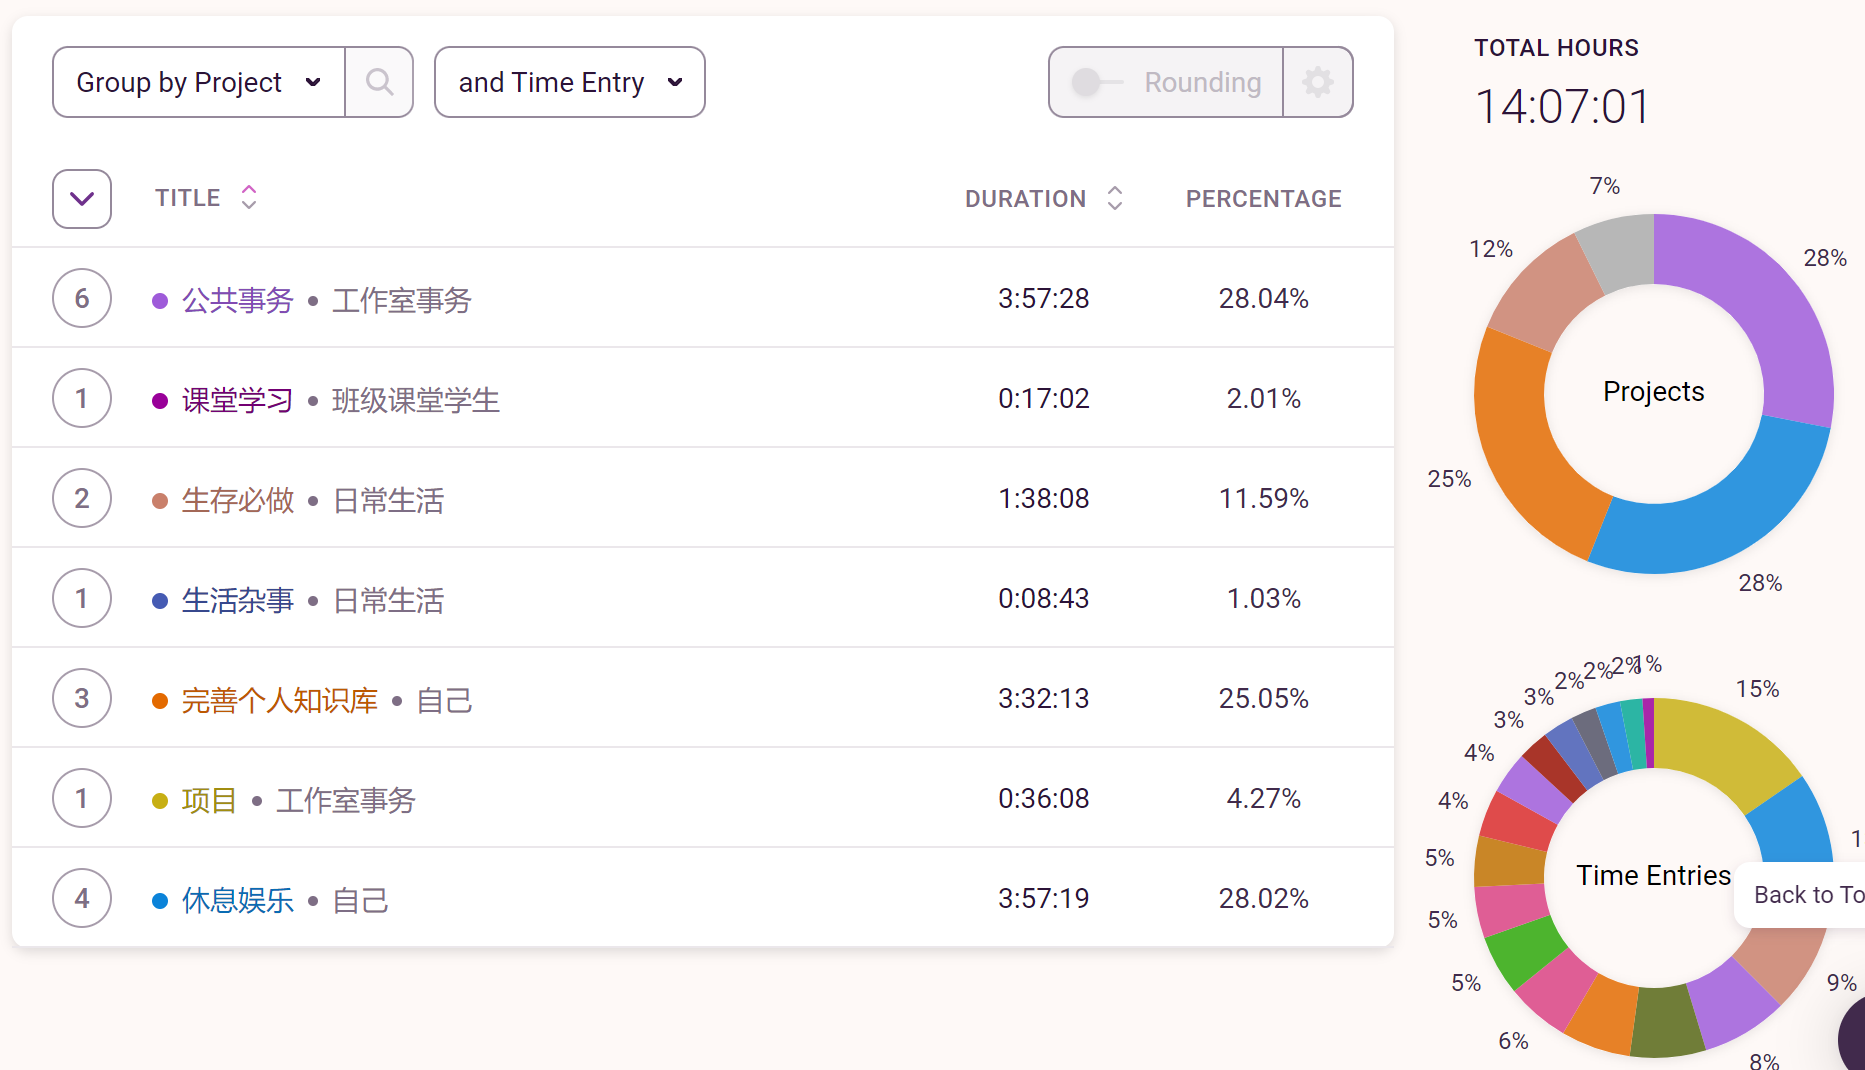 Group by Project
and Time Entry
Rounding
TITLE
DURATION
PERCENTAGE
6 公共事务 • 工作室事务 3:57:28 28.04%
1 课堂学习 • 班级课堂学生 0:17:02 2.01%
2 生存必做 • 日常生活 1:38:08 11.59%
1 生活杂事 • 日常生活 0:08:43 1.03%
3 完善个人知识库 • 自己 3:32:13 25.05%
1 项目 • 工作室事务 0:36:08 4.27%
4 休息娱乐 • 自己 3:57:19 28.02%
TOTAL HOURS
14:07:01
7%
12%
28%
Projects
25%
28%
2%
2%
2%
1%
3%
15%
3%
4%
4%
1
5%
Time Entries
Back to To
5%
5%
9%
6%
8%